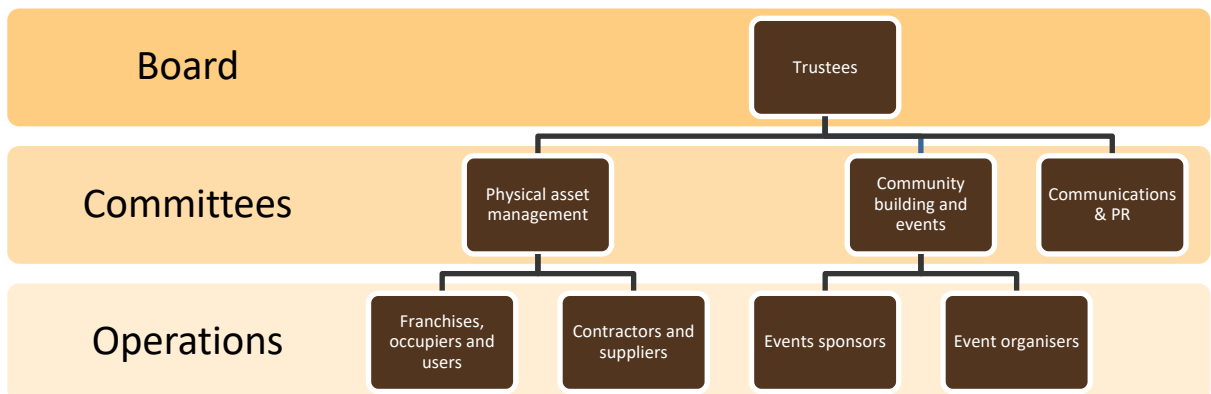 Board
Trustees
Committees
Physical asset
management
Community
building and
events
Communications
& PR
Operations
Franchises,
occupiers and
users
Contractors and
suppliers
Events sponsors
Event organisers